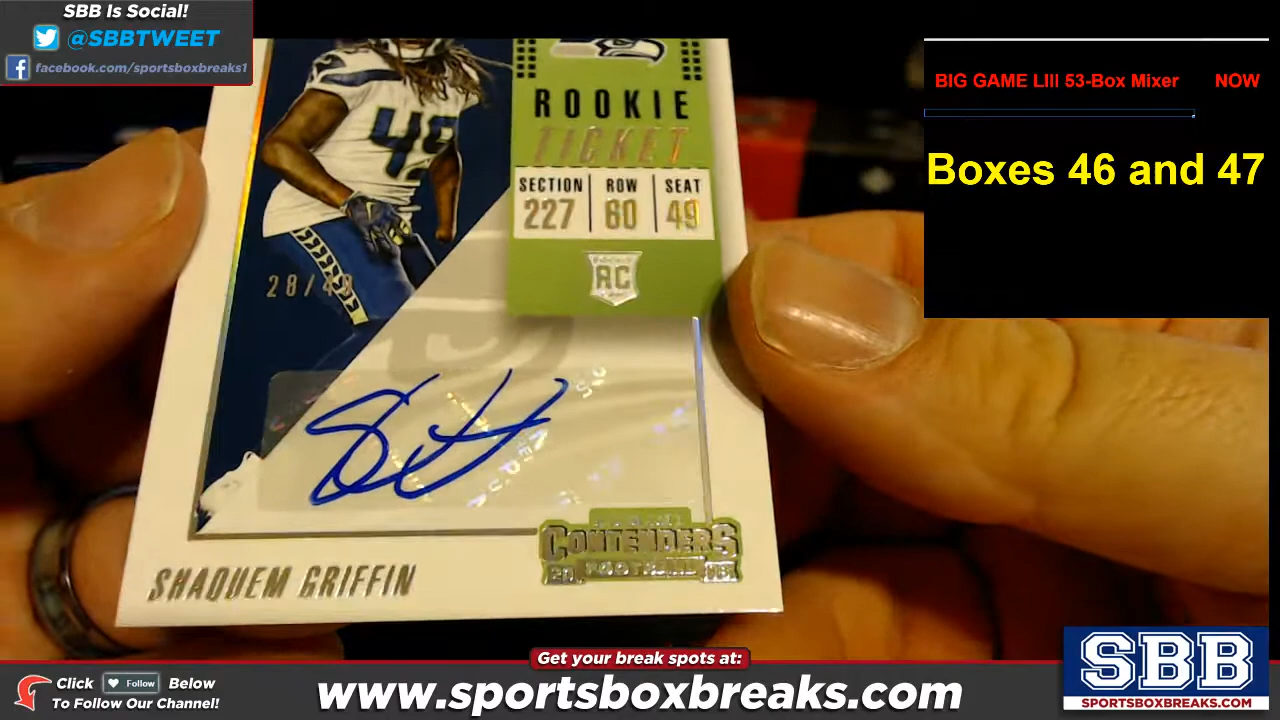 SBB Is Social!
@SBBTWEET
facebook.com/sportsboxbreaks1
BIG GAME LIII 53-Box Mixer NOW
Boxes 46 and 47
49
ROOKIE
TICKET
SECTION ROW SEAT
227 60 49
RC
28/49
CONTENDERS
FOOTBALL
SHAQUEM GRIFFIN
Get your break spots at:
Click Follow Below
To Follow Our Channel!
www.sportsboxbreaks.com
SBB
SPORTSBOXBREAKS.COM